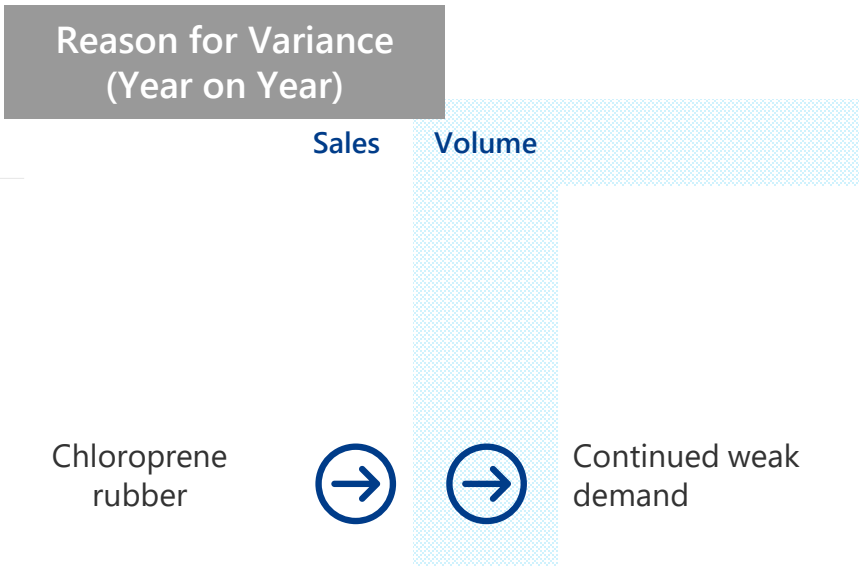 Reason for Variance
(Year on Year)
Sales Volume
Chloroprene
rubber
Continued weak
demand